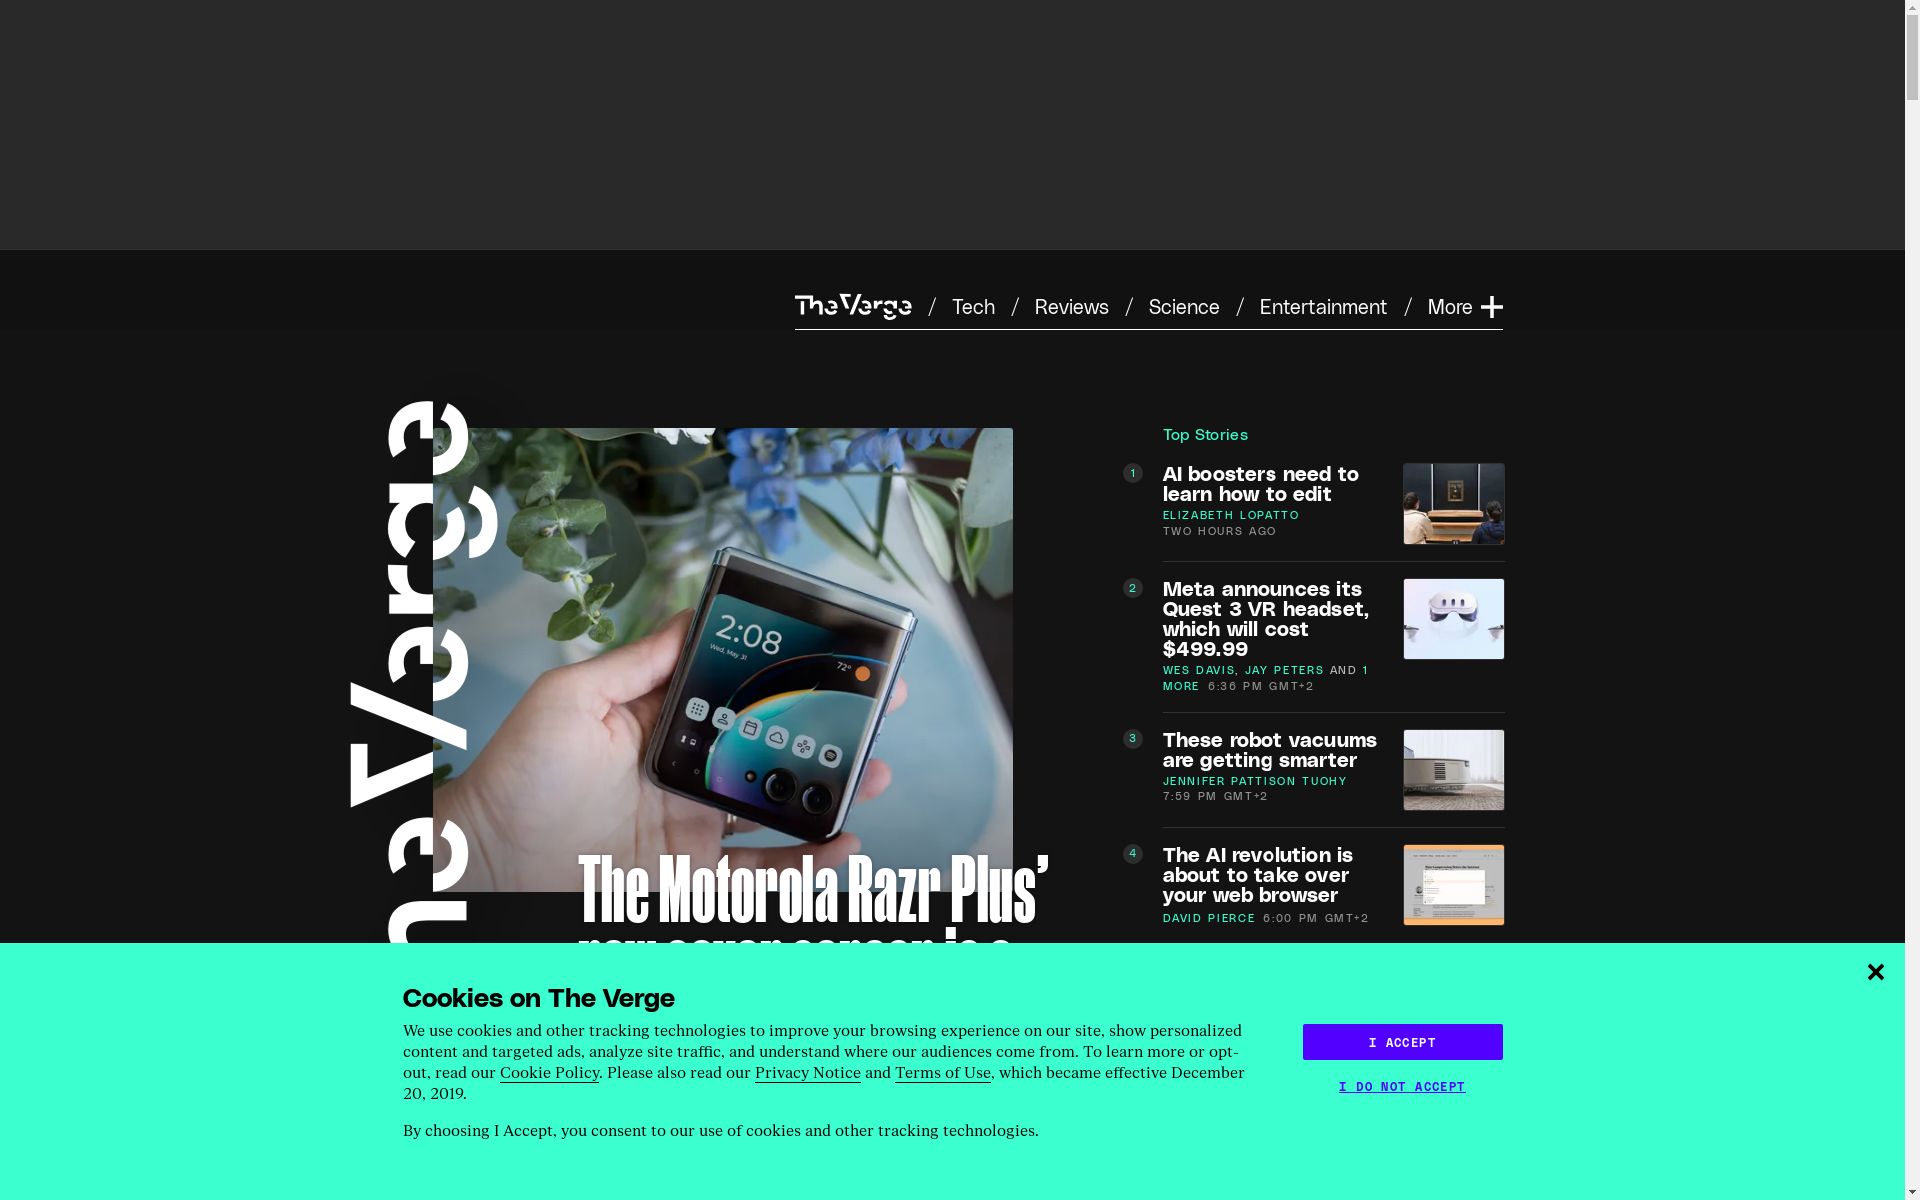 The Verge / Tech / Reviews / Science / Entertainment / More
The Verge
2:08
Wed, May 31
72°
The Motorola Razr Plus'
new cover screen is a
Top Stories
1
AI boosters need to
learn how to edit
ELIZABETH LOPATTO
TWO HOURS AGO
2
Meta announces its
Quest 3 VR headset,
which will cost
$499.99
WES DAVIS, JAY PETERS AND 1
MORE 6:36 PM GMT+2
3
These robot vacuums
are getting smarter
JENNIFER PATTISON TUOHY
7:59 PM GMT+2
4
The AI revolution is
about to take over
your web browser
DAVID PIERCE 6:00 PM GMT+2
Cookies on The Verge
We use cookies and other tracking technologies to improve your browsing experience on our site, show personalized
content and targeted ads, analyze site traffic, and understand where our audiences come from. To learn more or opt-
out, read our Cookie Policy. Please also read our Privacy Notice and Terms of Use, which became effective December
20, 2019.
By choosing I Accept, you consent to our use of cookies and other tracking technologies.
I ACCEPT
I DO NOT ACCEPT